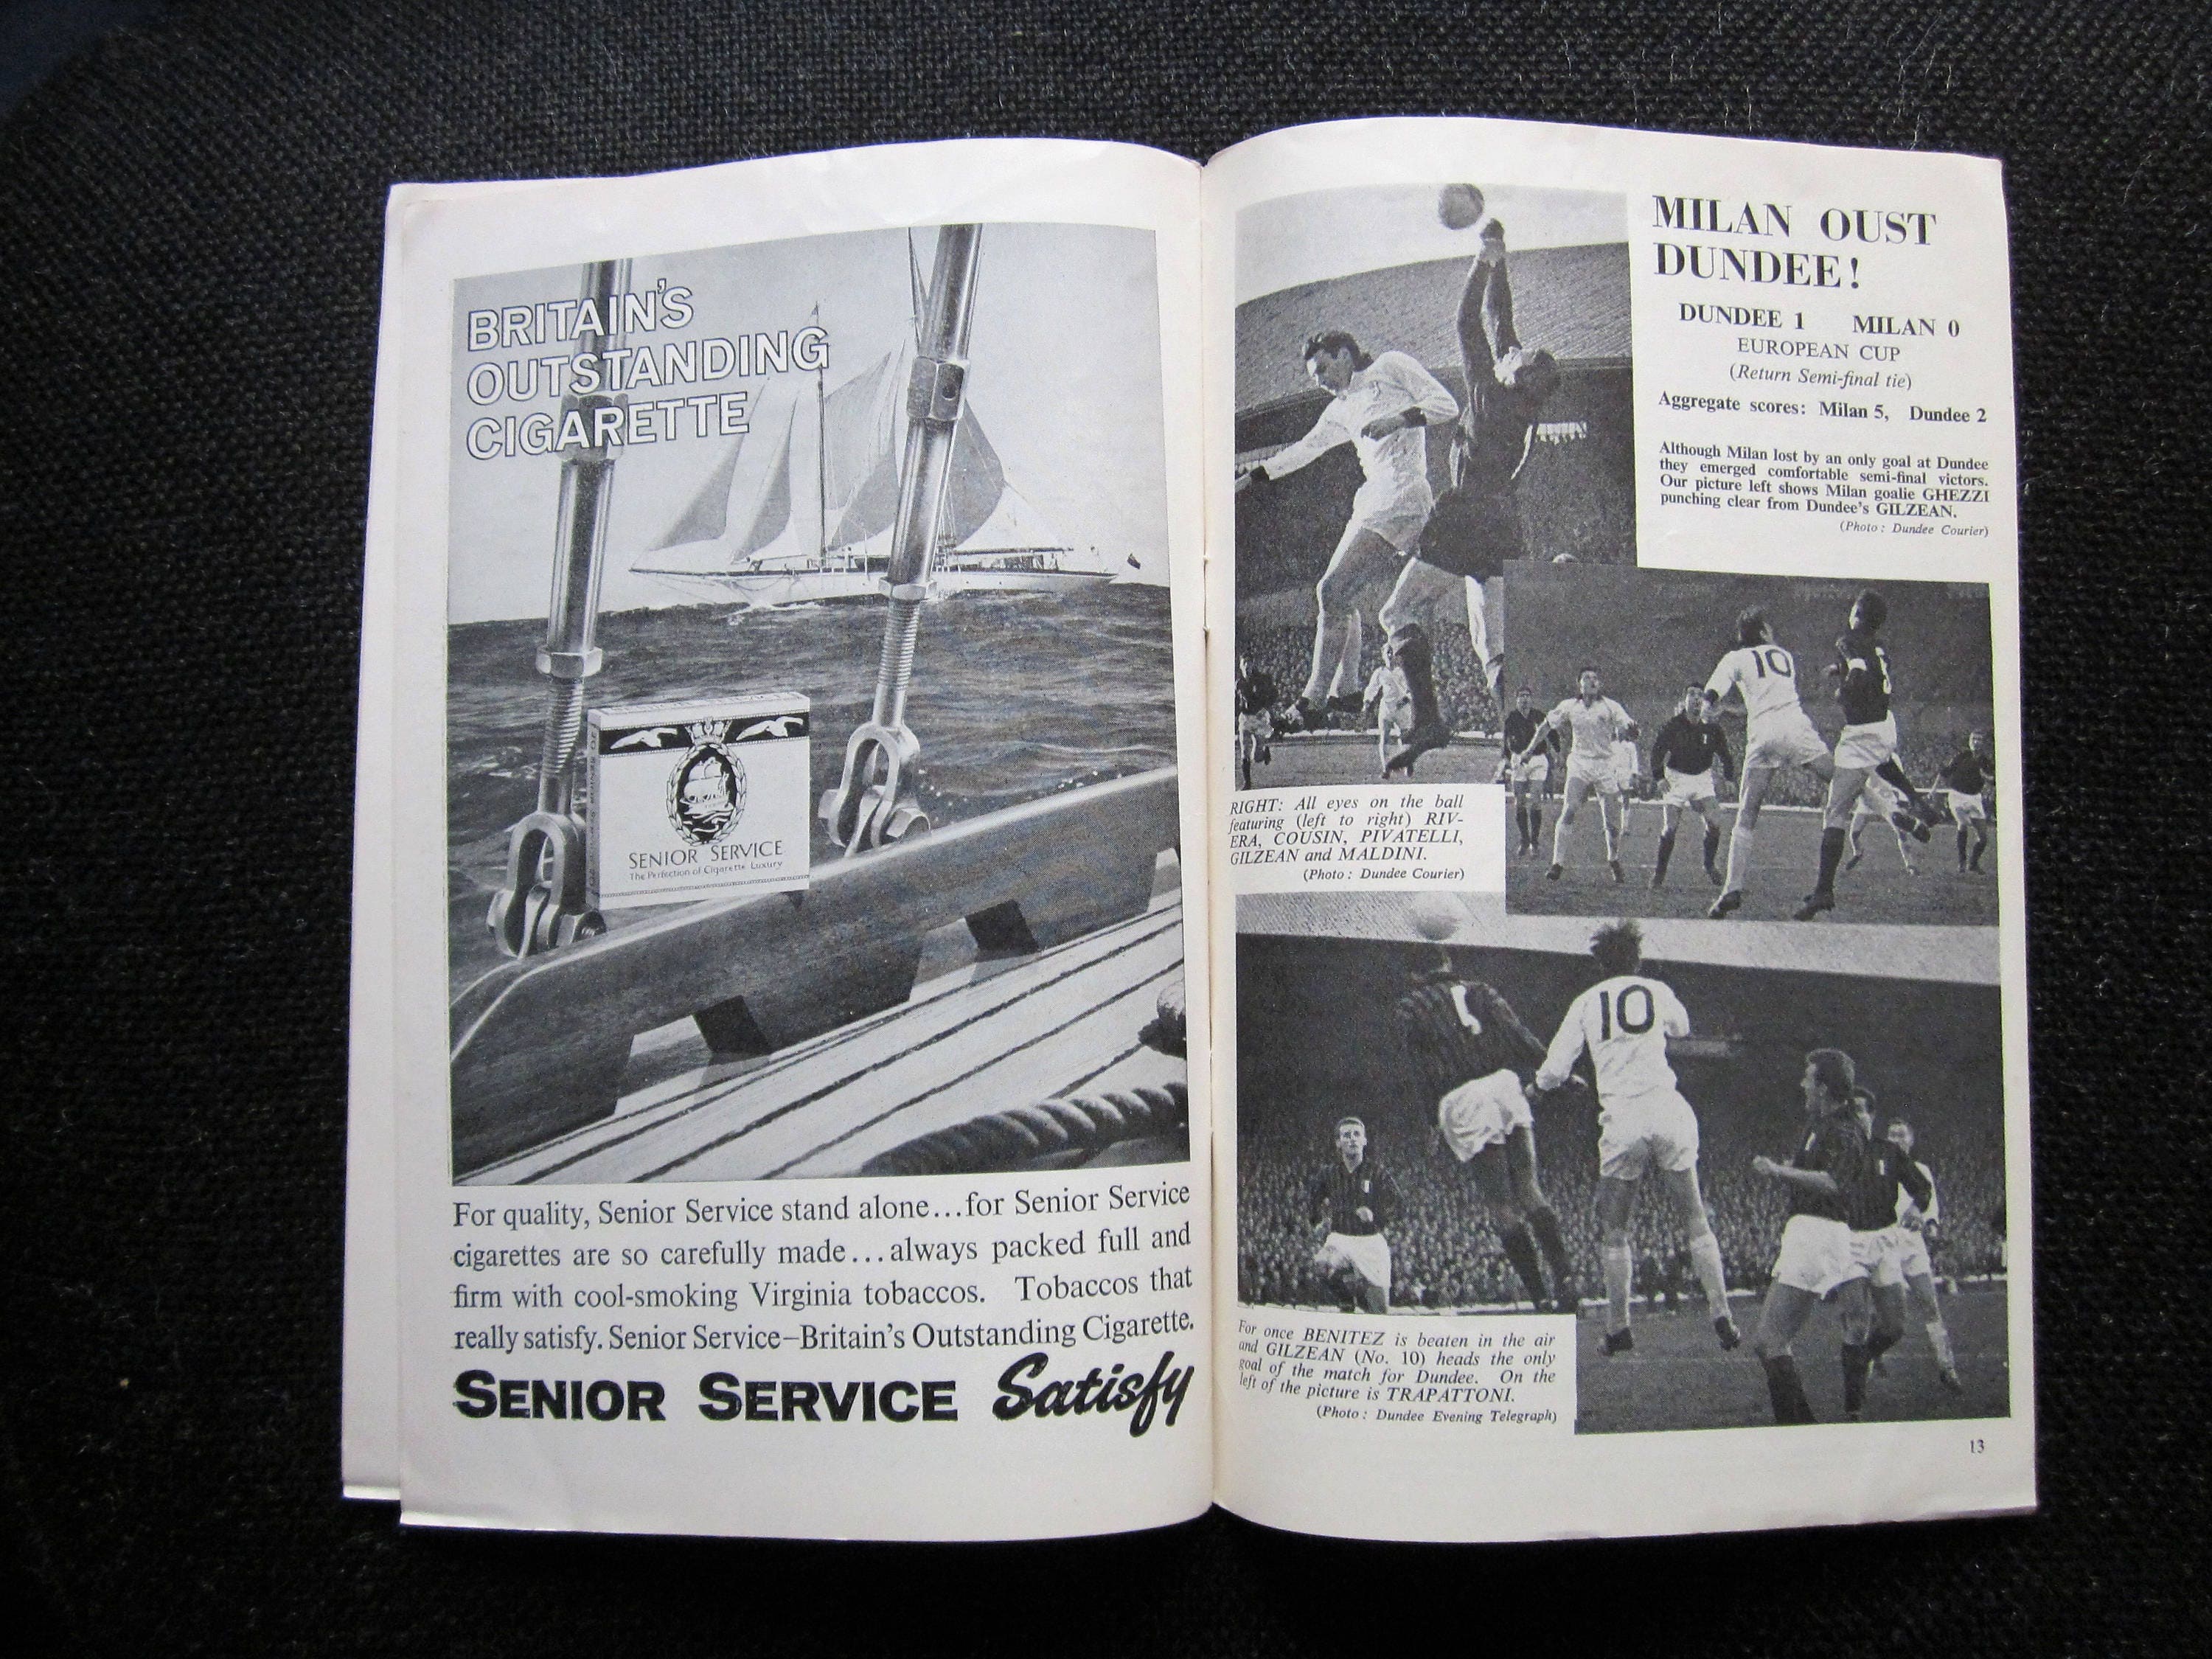 BRITAIN'S
OUTSTANDING
CIGARETTE
SENIOR SERVICE
The Perfection of Cigarette Luxury
For quality, Senior Service stand alone...for Senior Service
cigarettes are so carefully made...always packed full and
firm with cool-smoking Virginia tobaccos. Tobaccos that
really satisfy. Senior Service–Britain's Outstanding Cigarette.
SENIOR SERVICE Satisfy
MILAN OUST
DUNDEE!
DUNDEE 1 MILAN 0
EUROPEAN CUP
(Return Semi-final tie)
Aggregate scores: Milan 5, Dundee 2
Although Milan lost by an only goal at Dundee
they emerged comfortable semi-final victors.
Our picture left shows Milan goalie GHEZZI
punching clear from Dundee's GILZEAN.
(Photo: Dundee Courier)
10
RIGHT: All eyes on the ball
featuring (left to right) RIV-
ERA, COUSIN, PIVATELLI,
GILZEAN and MALDINI.
(Photo: Dundee Courier)
10
For once BENITEZ is beaten in the air
and GILZEAN (No. 10) heads the only
goal of the match for Dundee. On the
left of the picture is TRAPATTONI.
(Photo: Dundee Evening Telegraph)
13